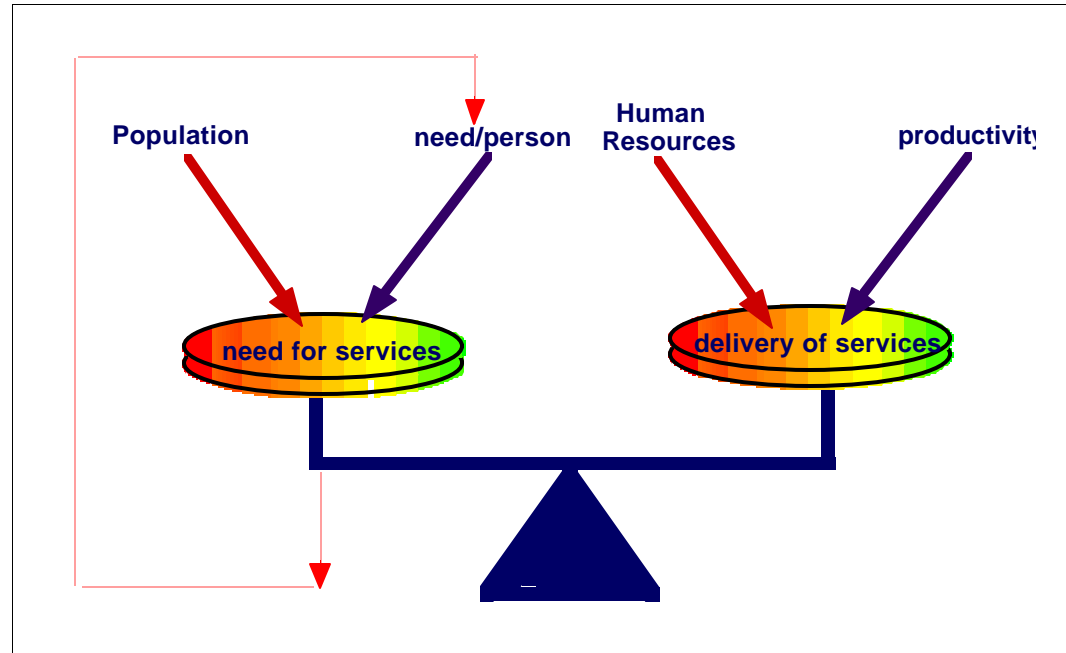 Population
need/person
Human
Resources
productivity
need for services
delivery of services